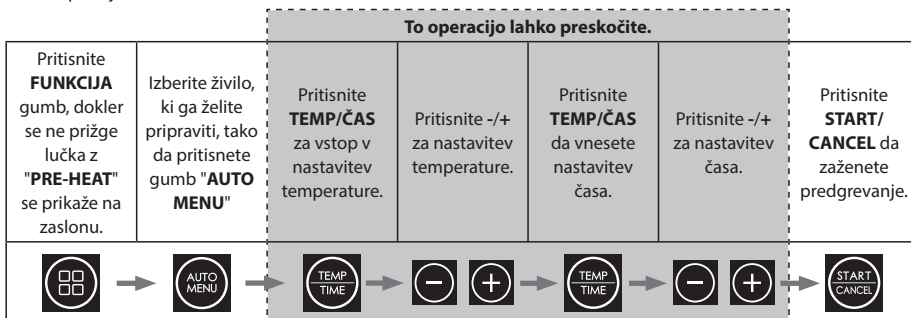 To operacijo lahko preskočite.
Pritisnite
FUNKCIJA
gumb, dokler
se ne prižge
lučka z
"PRE-HEAT"
se prikaže na
zaslonu.
Izberite živilo,
ki ga želite
pripraviti, tako
da pritisnete
gumb "AUTO
MENU"
Pritisnite
TEMP/ČAS
za vstop v
nastavitev
temperature.
Pritisnite -/+
za nastavitev
temperature.
Pritisnite
TEMP/ČAS
da vnesete
nastavitev
časa.
Pritisnite -/+
za nastavitev
časa.
Pritisnite
START/
CANCEL da
zaženete
predgrevanje.
AUTO
MENU
TEMP
TIME
- +
TEMP
TIME
- +
START
CANCEL